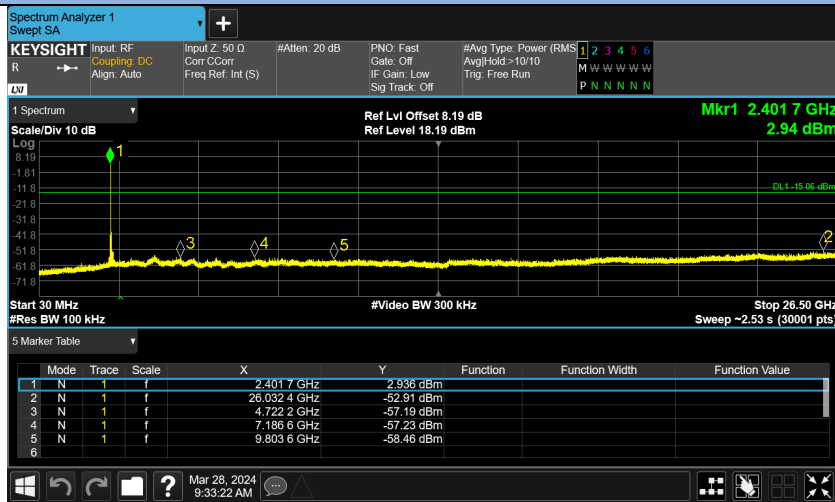 Spectrum Analyzer 1
Swept SA
KEYSIGHT
R
LXI
Input: RF
Coupling: DC
Align: Auto
Input Z: 50 Ω
Corr CCorr
Freq Ref: Int (S)
#Atten: 20 dB
PNO: Fast
Gate: Off
IF Gain: Low
Sig Track: Off
#Avg Type: Power (RMS
Avg|Hold:>10/10
Trig: Free Run
1 2 3 4 5 6
M W W W W W
P N N N N N
1 Spectrum
Scale/Div 10 dB
Ref Lvl Offset 8.19 dB
Ref Level 18.19 dBm
Mkr1 2.401 7 GHz
2.94 dBm
Log
8.19
-1.81
-11.8
-21.8
-31.8
-41.8
-51.8
-61.8
-71.8
1
DL1 -15.06 dBm
3
4
5
2
Start 30 MHz
#Res BW 100 kHz
#Video BW 300 kHz
Stop 26.50 GHz
Sweep ~2.53 s (30001 pts)
5 Marker Table
Mode Trace Scale X Y Function Function Width Function Value
1 N 1 f 2.401 7 GHz 2.936 dBm
2 N 1 f 26.032 4 GHz -52.91 dBm
3 N 1 f 4.722 2 GHz -57.19 dBm
4 N 1 f 7.186 6 GHz -57.23 dBm
5 N 1 f 9.803 6 GHz -58.46 dBm
6
?
Mar 28, 2024
9:33:22 AM